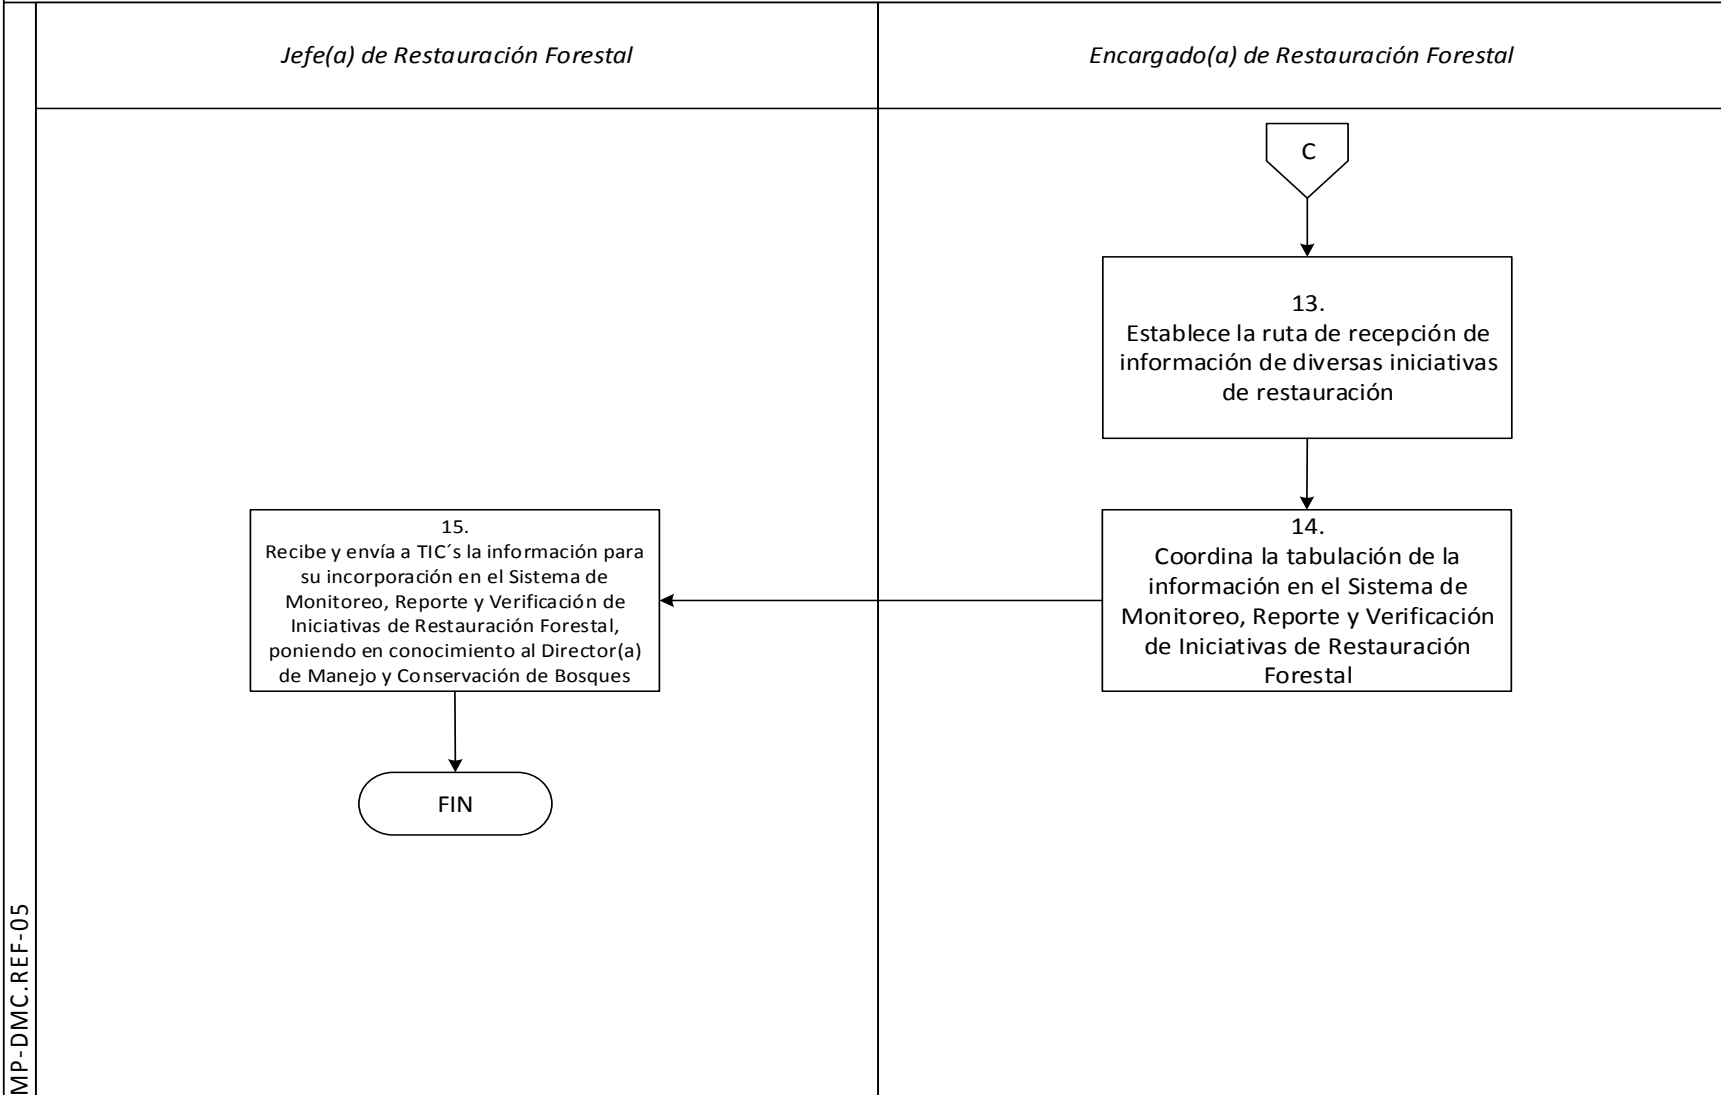 Jefe(a) de Restauración Forestal
Encargado(a) de Restauración Forestal
C
13.
Establece la ruta de recepción de
información de diversas iniciativas
de restauración
14.
Coordina la tabulación de la
información en el Sistema de
Monitoreo, Reporte y Verificación
de Iniciativas de Restauración
Forestal
15.
Recibe y envía a TIC´s la información para
su incorporación en el Sistema de
Monitoreo, Reporte y Verificación de
Iniciativas de Restauración Forestal,
poniendo en conocimiento al Director(a)
de Manejo y Conservación de Bosques
FIN
MP-DMC.REF-05